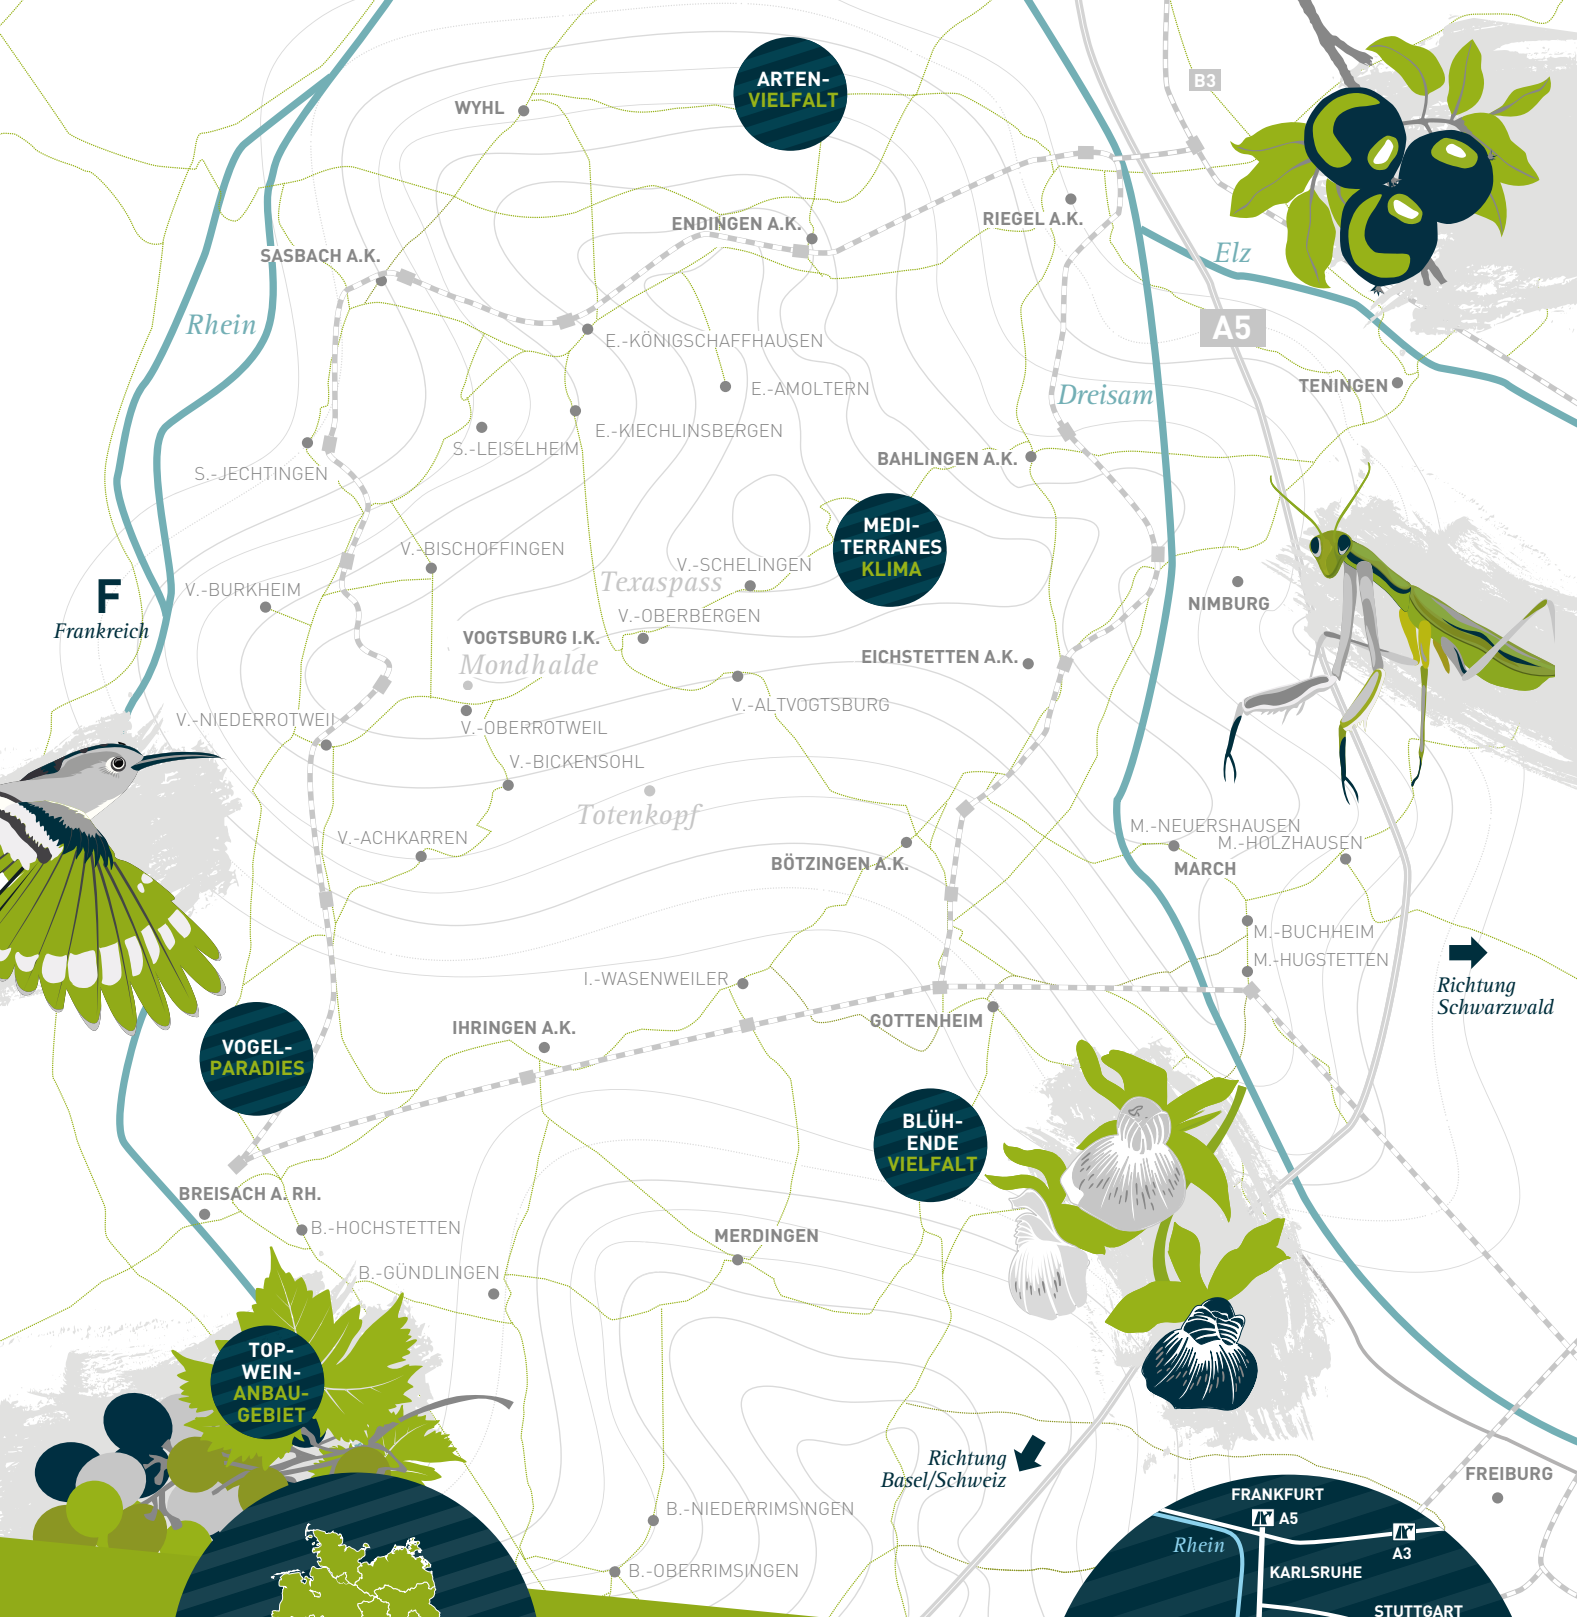 ARTEN-
VIELFALT
B3
WYHL
ENDINGEN A.K.
RIEGEL A.K.
SASBACH A.K.
Elz
Rhein
A5
E.-KÖNIGSCHAFFHAUSEN
E.-AMOLTERN
TENINGEN
Dreisam
E.-KIECHLINSBERGEN
S.-LEISELHEIM
BAHLINGEN A.K.
S.-JECHTINGEN
MEDI-
TERRANES
KLIMA
V.-BISCHOFFINGEN
V.-SCHELINGEN
Texaspass
V.-BURKHEIM
F
Frankreich
NIMBURG
V.-OBERBERGEN
VOGTSBURG I.K.
Mondhalde
EICHSTETTEN A.K.
V.-ALTVOGTSBURG
V.-NIEDERROTWEIL
V.-OBERROTWEIL
V.-BICKENSOHL
Totenkopf
V.-ACHKARREN
M.-NEUERSHAUSEN
M.-HOLZHAUSEN
BÖTZINGEN A.K.
MARCH
M.-BUCHHEIM
M.-HUGSTETTEN
I.-WASENWEILER
Richtung
Schwarzwald
GOTTENHEIM
IHRINGEN A.K.
VOGEL-
PARADIES
BLÜH-
ENDE
VIELFALT
BREISACH A. RH.
B.-HOCHSTETTEN
MERDINGEN
B.-GÜNDLINGEN
TOP-
WEIN-
ANBAU-
GEBIET
Richtung
Basel/Schweiz
FREIBURG
B.-NIEDERRIMSINGEN
B.-OBERRIMSINGEN
FRANKFURT
A5
Rhein
A3
KARLSRUHE
STUTTGART